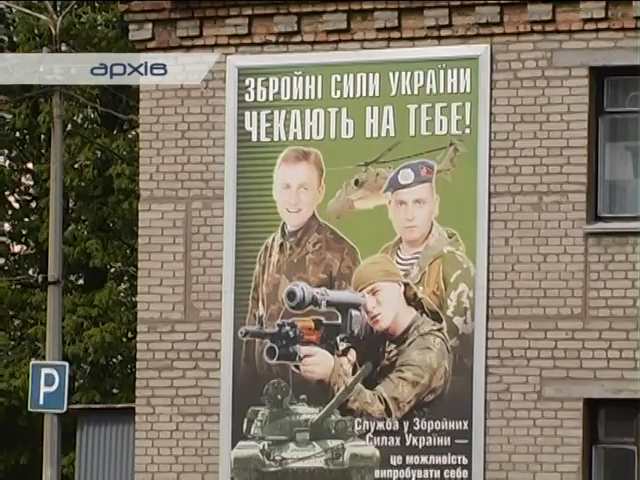 архів
ЗБРОЙНІ СИЛИ УКРАЇНИ
ЧЕКАЮТЬ НА ТЕБЕ!
P
Служба у Збройних
Силах України —
це можливість
випробувати себе